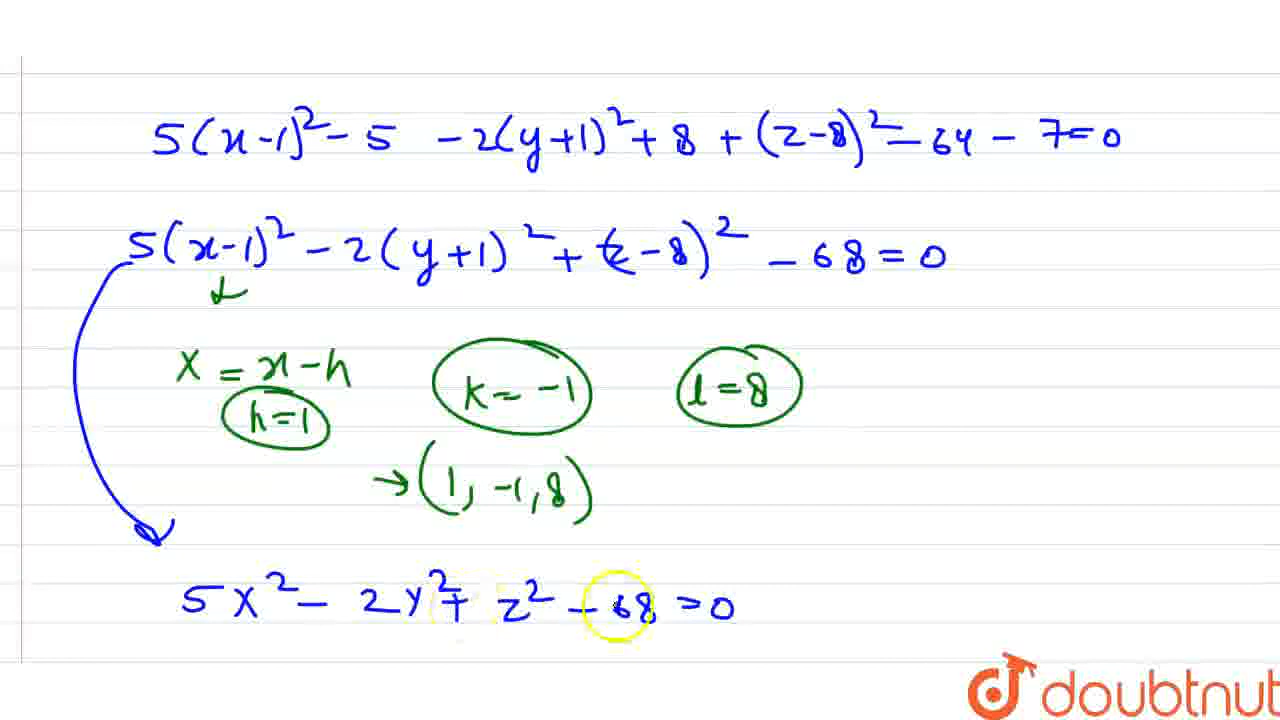 5(x-1)² - 5 - 2(y+1)² + 8 + (z-8)² - 64 - 7=0
5(x-1)² - 2(y+1)² + (z-8)² - 68 = 0
X = x-h
k = -1
l = 8
h=1
→ (1, -1, 8)
5X² - 2Y² + z² - 68 = 0
doubtnut